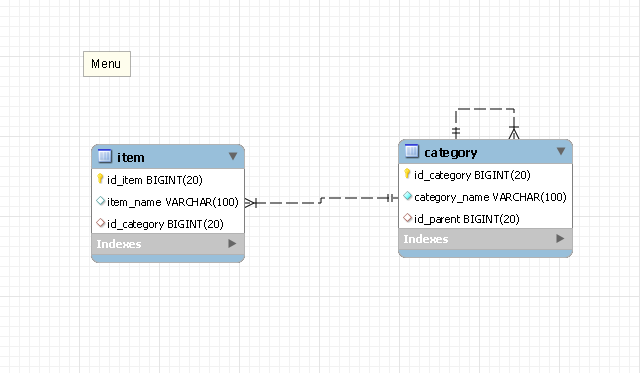 Menu
item
id_item BIGINT(20)
item_name VARCHAR(100)
id_category BIGINT(20)
Indexes
category
id_category BIGINT(20)
category_name VARCHAR(100)
id_parent BIGINT(20)
Indexes